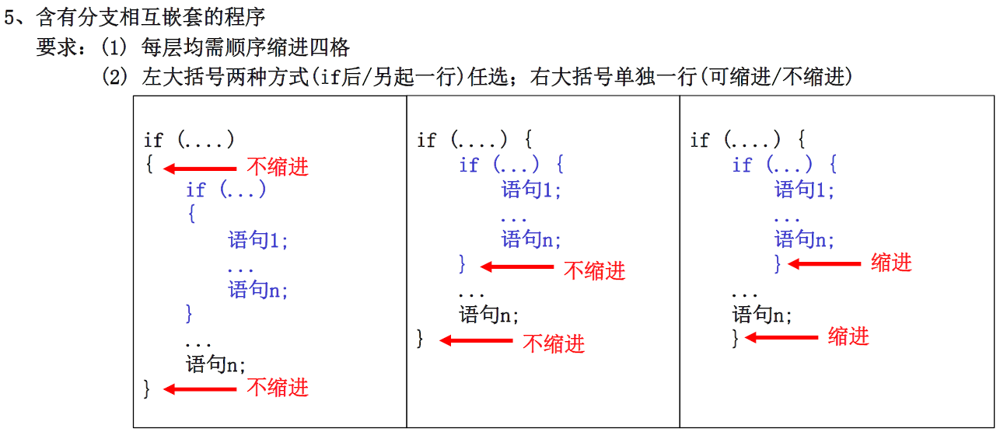 5、含有分支相互嵌套的程序
要求：(1) 每层均需顺序缩进四格
(2) 左大括号两种方式(if后/另起一行)任选；右大括号单独一行(可缩进/不缩进)
if (....)
{ 不缩进
if (...)
{
语句1;
...
语句n;
}
...
语句n;
} 不缩进
if (....) {
if (...) {
语句1;
...
语句n;
} 不缩进
...
语句n;
} 不缩进
if (....) {
if (...) {
语句1;
...
语句n;
} 缩进
...
语句n;
} 缩进